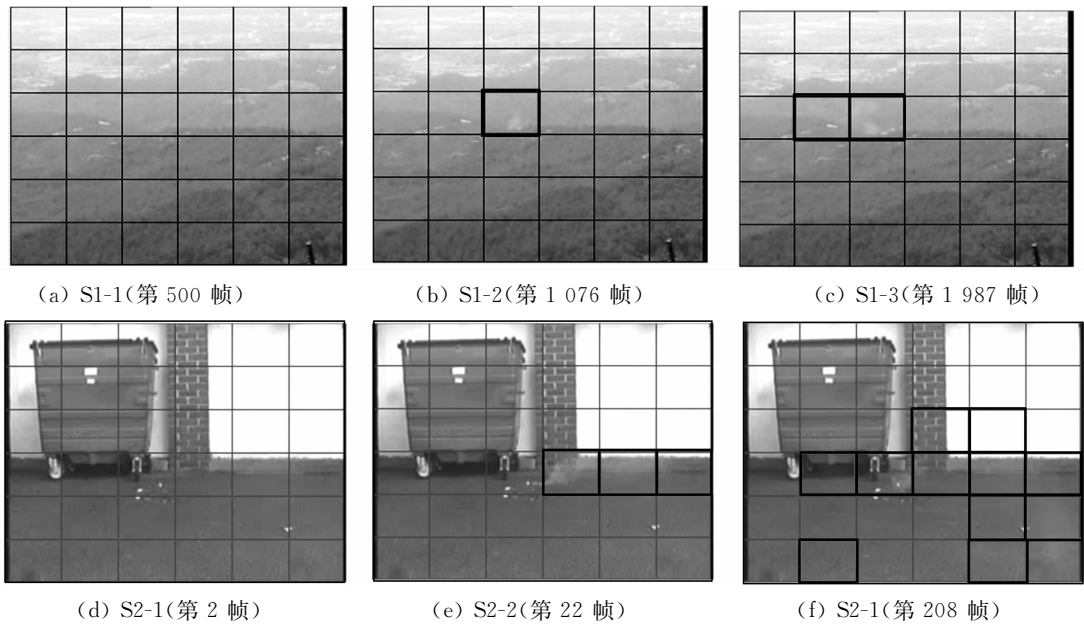 (a) S1-1(第 500 帧)
(b) S1-2(第 1 076 帧)
(c) S1-3(第 1 987 帧)
(d) S2-1(第 2 帧)
(e) S2-2(第 22 帧)
(f) S2-1(第 208 帧)